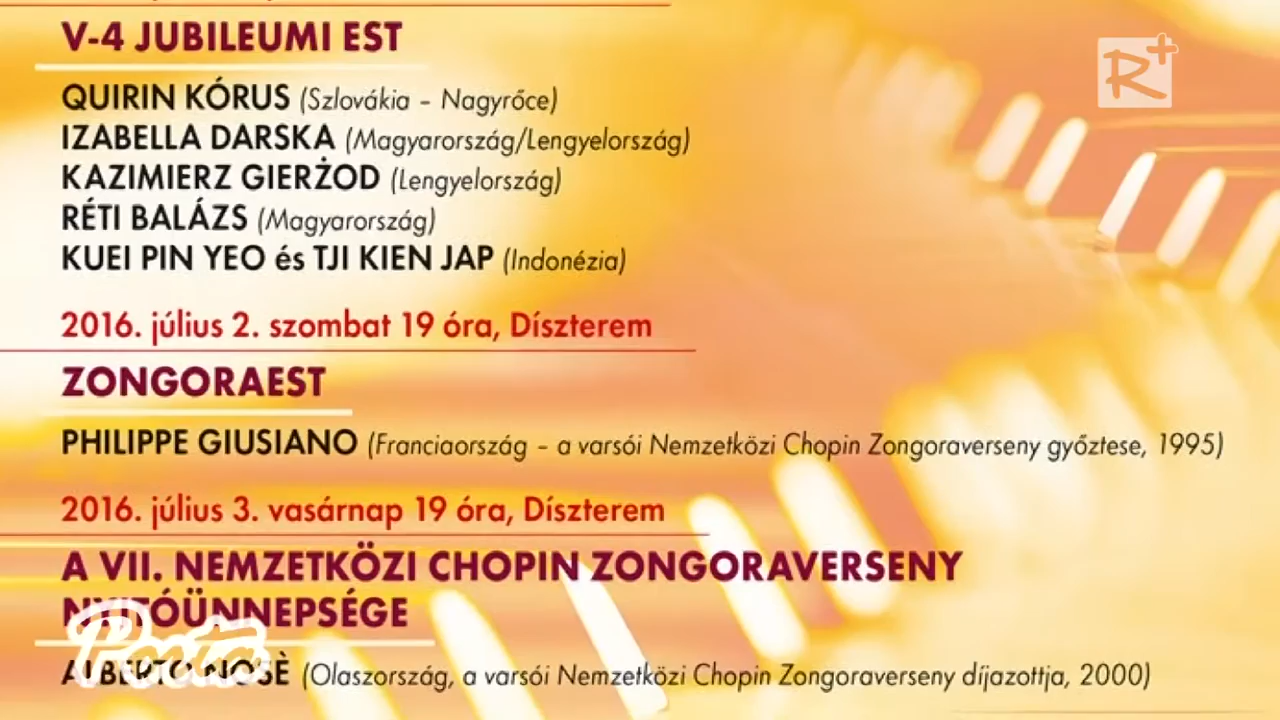 V-4 JUBILEUMI EST
R+
QUIRIN KÓRUS (Szlovákia – Nagyrőce)
IZABELLA DARSKA (Magyarország/Lengyelország)
KAZIMIERZ GIERŻOD (Lengyelország)
RÉTI BALÁZS (Magyarország)
KUEI PIN YEO és TJI KIEN JAP (Indonézia)
2016. július 2. szombat 19 óra, Díszterem
ZONGORAEST
PHILIPPE GIUSIANO (Franciaország – a varsói Nemzetközi Chopin Zongoraverseny győztese, 1995)
2016. július 3. vasárnap 19 óra, Díszterem
A VII. NEMZETKÖZI CHOPIN ZONGORAVERSENY
NYITÓÜNNEPSÉGE
ALBERTO NOSÈ (Olaszország, a varsói Nemzetközi Chopin Zongoraverseny díjazottja, 2000)